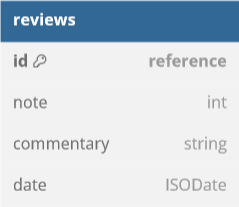 reviews
id reference
note int
commentary string
date ISODate